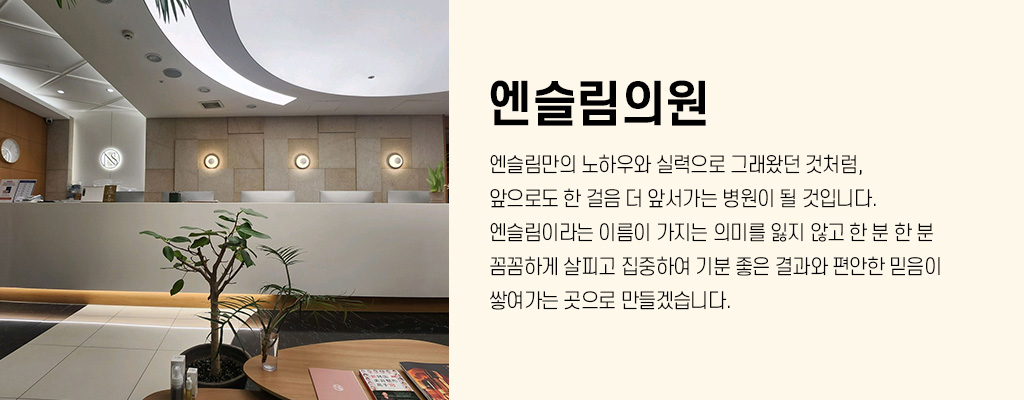 엔슬림의원
엔슬림만의 노하우와 실력으로 그래왔던 것처럼,
앞으로도 한 걸음 더 앞서가는 병원이 될 것입니다.
엔슬림이라는 이름이 가지는 의미를 잃지 않고 한 분 한 분
꼼꼼하게 살피고 집중하여 기분 좋은 결과와 편안한 믿음이
쌓여가는 곳으로 만들겠습니다.